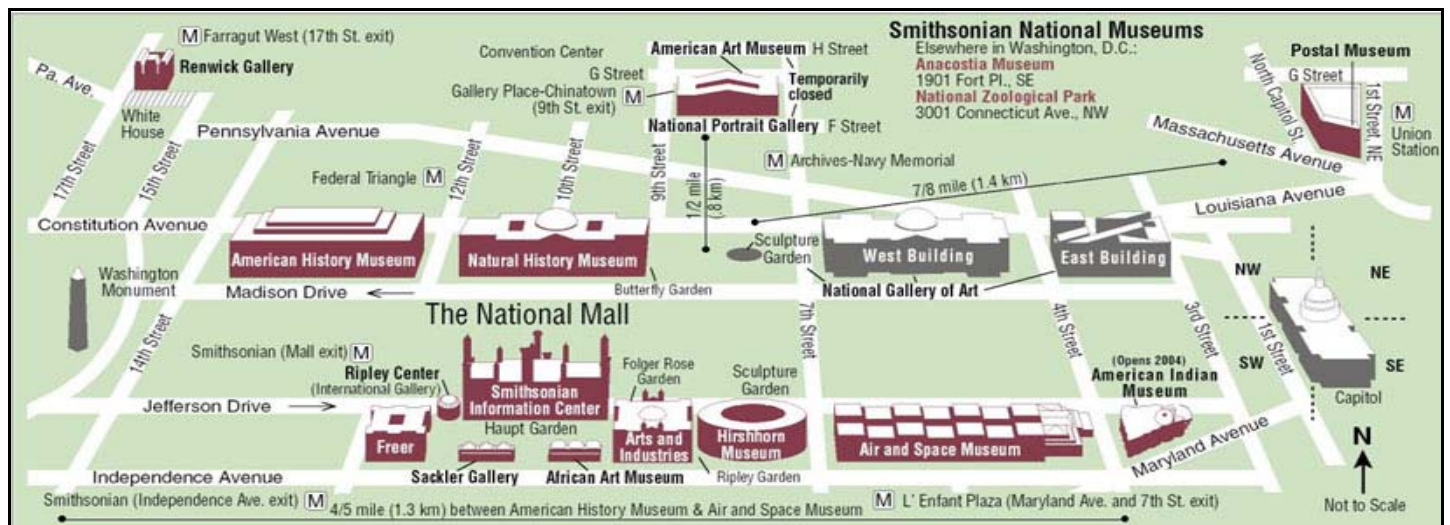 Smithsonian National Museums
Elsewhere in Washington, D.C.:
Anacostia Museum
1901 Fort Pl., SE
National Zoological Park
3001 Connecticut Ave., NW
M Farragut West (17th St. exit)
Renwick Gallery
Pa. Ave.
White
House
17th Street
15th Street
Pennsylvania Avenue
Convention Center
G Street
Gallery Place-Chinatown M
(9th St. exit)
American Art Museum
H Street
Temporarily
closed
National Portrait Gallery
F Street
M Archives-Navy Memorial
Postal Museum
G Street
North Capitol St.
1st Street, NE
M
Union
Station
Massachusetts Avenue
Louisiana Avenue
7/8 mile (1.4 km)
1/2 mile
(.8 km)
Federal Triangle M
12th Street
10th Street
9th Street
Constitution Avenue
American History Museum
Natural History Museum
Butterfly Garden
Sculpture
Garden
West Building
East Building
National Gallery of Art
Washington
Monument
Madison Drive
The National Mall
14th Street
7th Street
4th Street
3rd Street
1st Street
NW
NE
SW
SE
Capitol
Smithsonian (Mall exit) M
Ripley Center
(International Gallery)
Jefferson Drive
Freer
Smithsonian
Information Center
Haupt Garden
Sackler Gallery
African Art Museum
Folger Rose
Garden
Arts and
Industries
Sculpture
Garden
Hirshhorn
Museum
Ripley Garden
Air and Space Museum
(Opens 2004)
American Indian
Museum
Maryland Avenue
Independence Avenue
Smithsonian (Independence Ave. exit) M
4/5 mile (1.3 km) between American History Museum & Air and Space Museum
M L' Enfant Plaza (Maryland Ave. and 7th St. exit)
N
Not to Scale